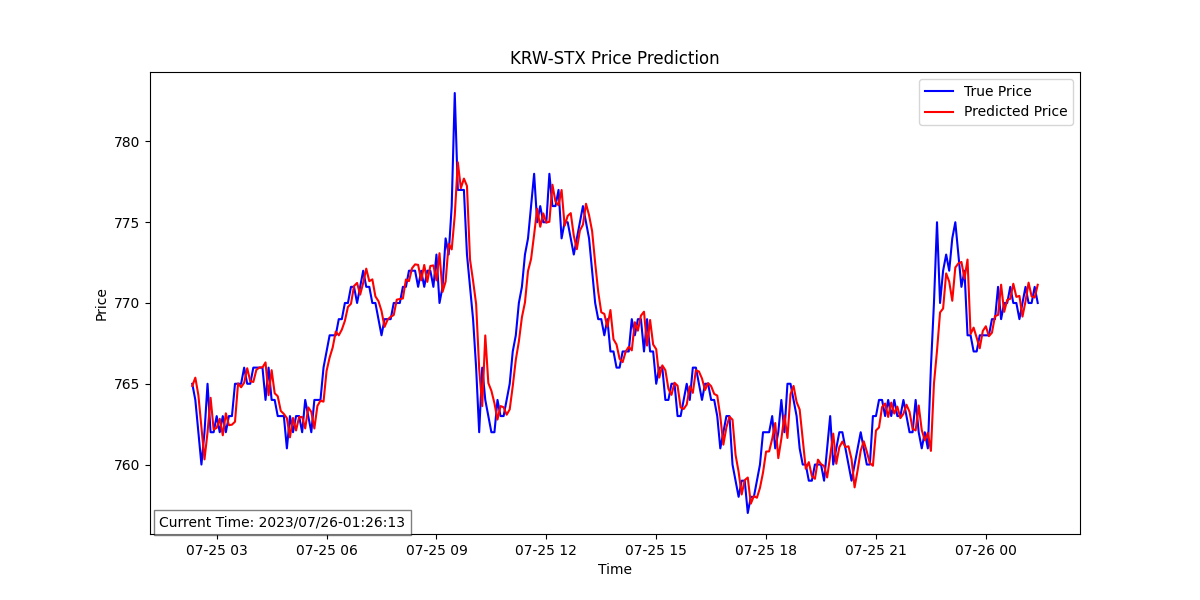 KRW-STX Price Prediction
True Price
Predicted Price
780
775
770
765
760
Price
Current Time: 2023/07/26-01:26:13
07-25 03
07-25 06
07-25 09
07-25 12
07-25 15
07-25 18
07-25 21
07-26 00
Time